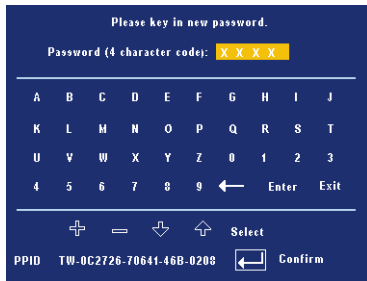 Please key in new password.
Password (4 character code): X X X X
A B C D E F G H I J
K L M N O P Q R S T
U V W X Y Z 0 1 2 3
4 5 6 7 8 9 ← Enter Exit
Select
PPID TW-0C2726-70641-46B-0208 Confirm